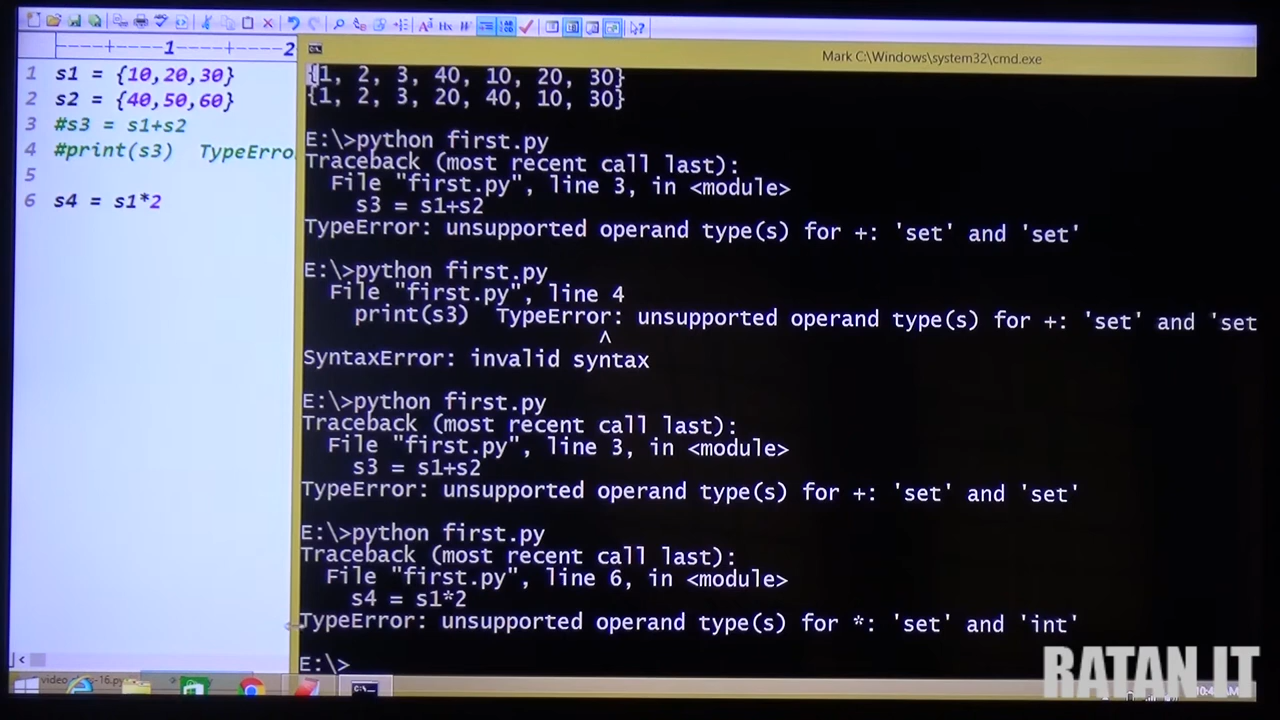 ----+----1----+----2
1 s1 = {10,20,30}
2 s2 = {40,50,60}
3 #s3 = s1+s2
4 #print(s3)  TypeErro
5
6 s4 = s1*2
Mark C:\Windows\system32\cmd.exe
{1, 2, 3, 40, 10, 20, 30}
{1, 2, 3, 20, 40, 10, 30}
E:\>python first.py
Traceback (most recent call last):
File "first.py", line 3, in <module>
s3 = s1+s2
TypeError: unsupported operand type(s) for +: 'set' and 'set'
E:\>python first.py
File "first.py", line 4
print(s3)  TypeError: unsupported operand type(s) for +: 'set' and 'set
^
SyntaxError: invalid syntax
E:\>python first.py
Traceback (most recent call last):
File "first.py", line 3, in <module>
s3 = s1+s2
TypeError: unsupported operand type(s) for +: 'set' and 'set'
E:\>python first.py
Traceback (most recent call last):
File "first.py", line 6, in <module>
s4 = s1*2
TypeError: unsupported operand type(s) for *: 'set' and 'int'
E:\>
RATAN IT